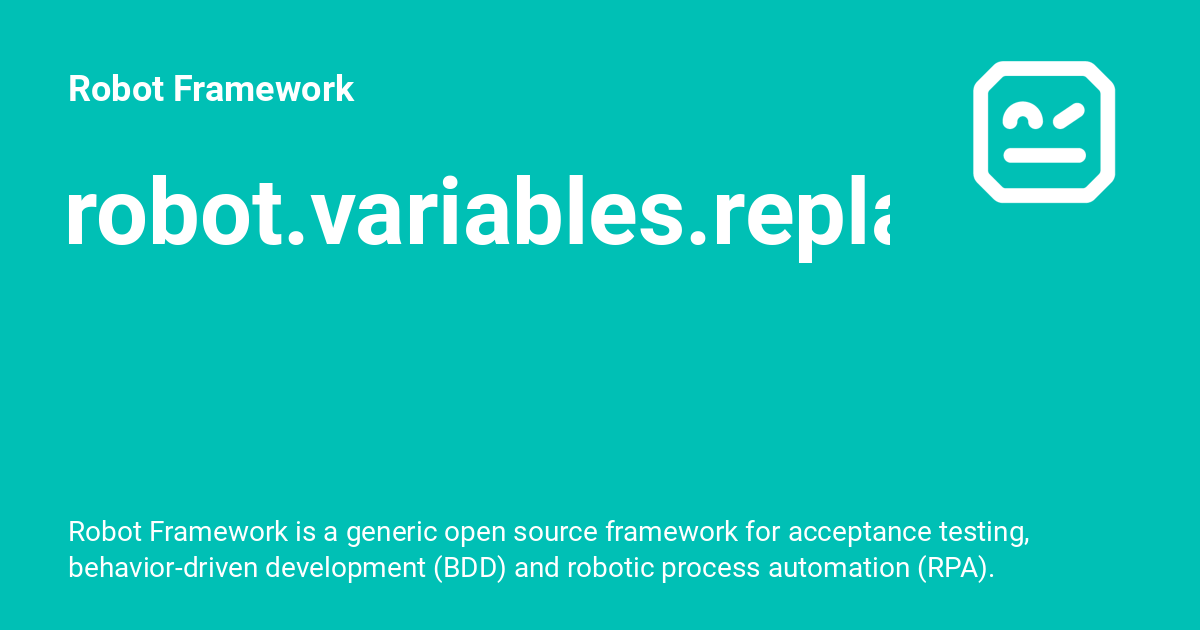 Robot Framework
robot.variables.repla
Robot Framework is a generic open source framework for acceptance testing,
behavior-driven development (BDD) and robotic process automation (RPA).